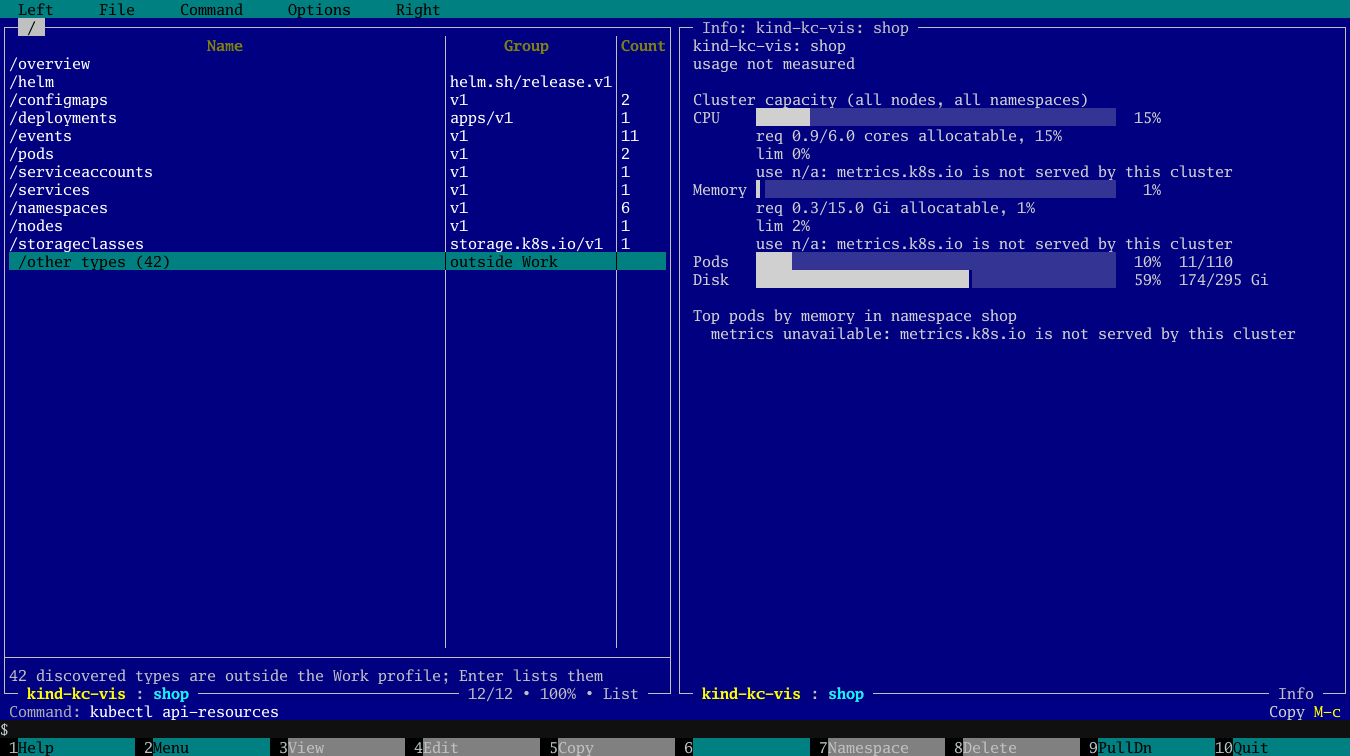 Left File Command Options Right
/
Name Group Count
/overview
/helm helm.sh/release.v1
/configmaps v1 2
/deployments apps/v1 1
/events v1 11
/pods v1 2
/serviceaccounts v1 1
/services v1 1
/namespaces v1 6
/nodes v1 1
/storageclasses storage.k8s.io/v1 1
/other types (42) outside Work
42 discovered types are outside the Work profile; Enter lists them
kind-kc-vis : shop 12/12 • 100% • List
Info: kind-kc-vis: shop
kind-kc-vis: shop
usage not measured
Cluster capacity (all nodes, all namespaces)
CPU 15%
req 0.9/6.0 cores allocatable, 15%
lim 0%
use n/a: metrics.k8s.io is not served by this cluster
Memory 1%
req 0.3/15.0 Gi allocatable, 1%
lim 2%
use n/a: metrics.k8s.io is not served by this cluster
Pods 10% 11/110
Disk 59% 174/295 Gi
Top pods by memory in namespace shop
metrics unavailable: metrics.k8s.io is not served by this cluster
kind-kc-vis : shop Info
Command: kubectl api-resources Copy M-c
$
1Help 2Menu 3View 4Edit 5Copy 6 7Namespace 8Delete 9PullDn 10Quit